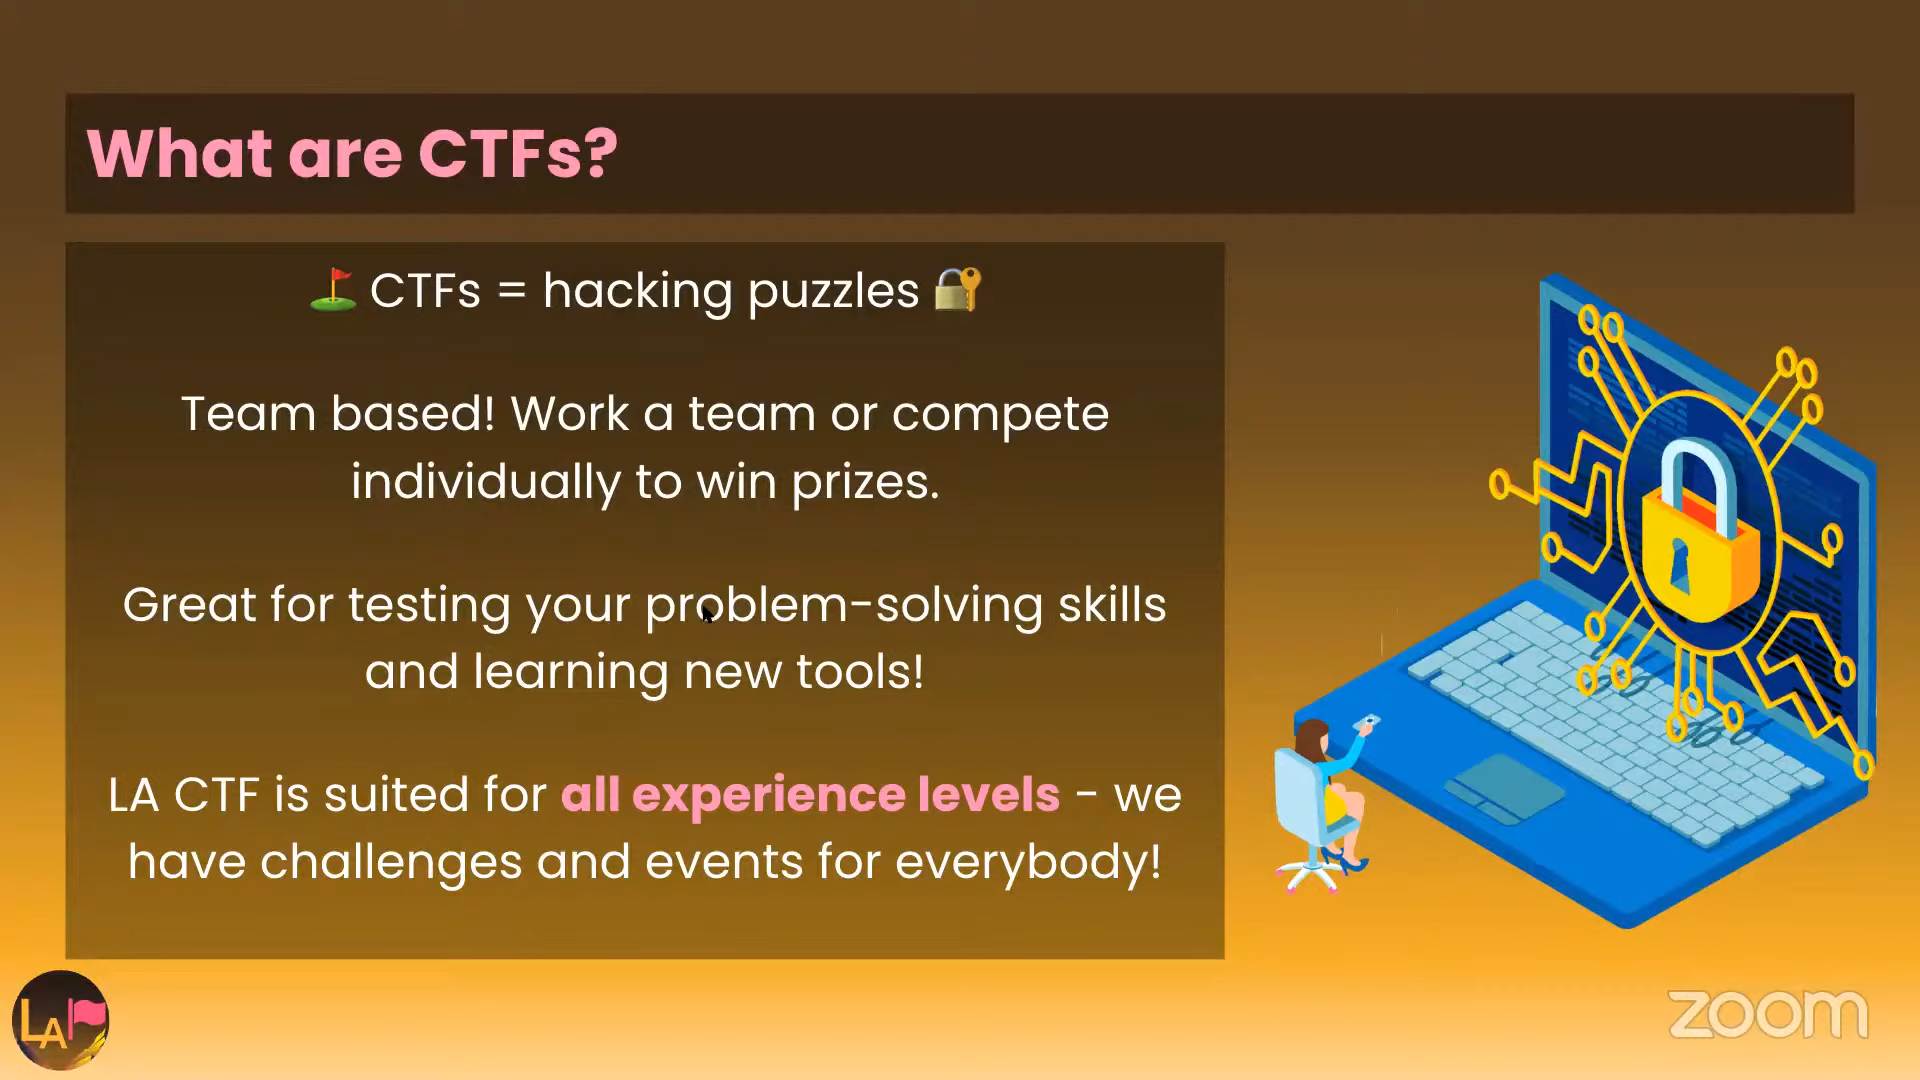 What are CTFs?
⛳ CTFs = hacking puzzles 🔐
Team based! Work a team or compete
individually to win prizes.
Great for testing your problem-solving skills
and learning new tools!
LA CTF is suited for all experience levels - we
have challenges and events for everybody!
LA
zoom